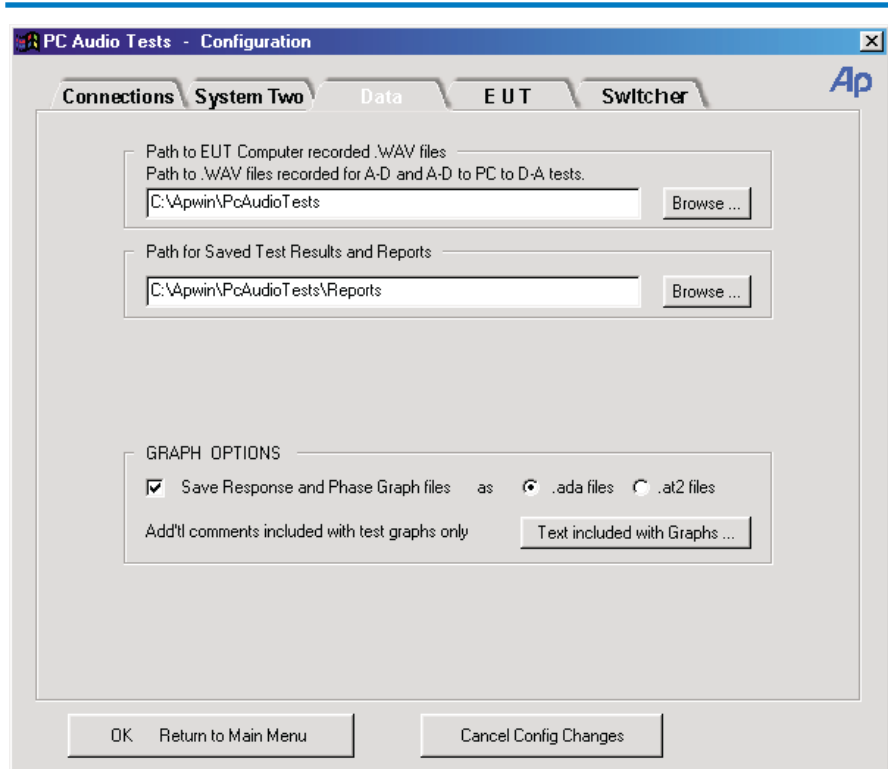 PC Audio Tests - Configuration
Ap
Connections System Two Data E U T Switcher
Path to EUT Computer recorded .WAV files
Path to .WAV files recorded for A-D and A-D to PC to D-A tests.
C:\Apwin\PcAudioTests Browse ...
Path for Saved Test Results and Reports
C:\Apwin\PcAudioTests\Reports Browse ...
GRAPH OPTIONS
Save Response and Phase Graph files as .ada files .at2 files
Add'tl comments included with test graphs only Text included with Graphs ...
OK Return to Main Menu Cancel Config Changes